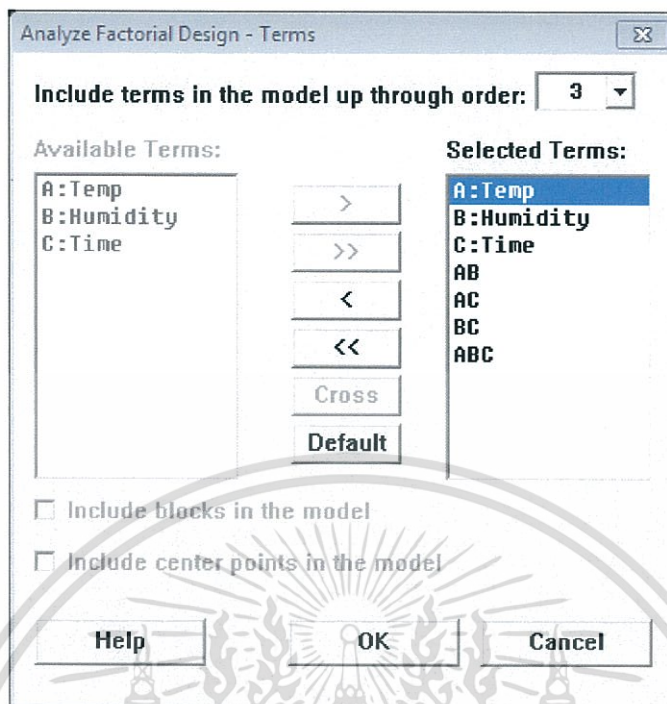 Analyze Factorial Design - Terms
Include terms in the model up through order: 3
Available Terms:
A:Temp
B:Humidity
C:Time
>
>>
<
<<
Cross
Default
Selected Terms:
A:Temp
B:Humidity
C:Time
AB
AC
BC
ABC
Include blocks in the model
Include center points in the model
Help OK Cancel